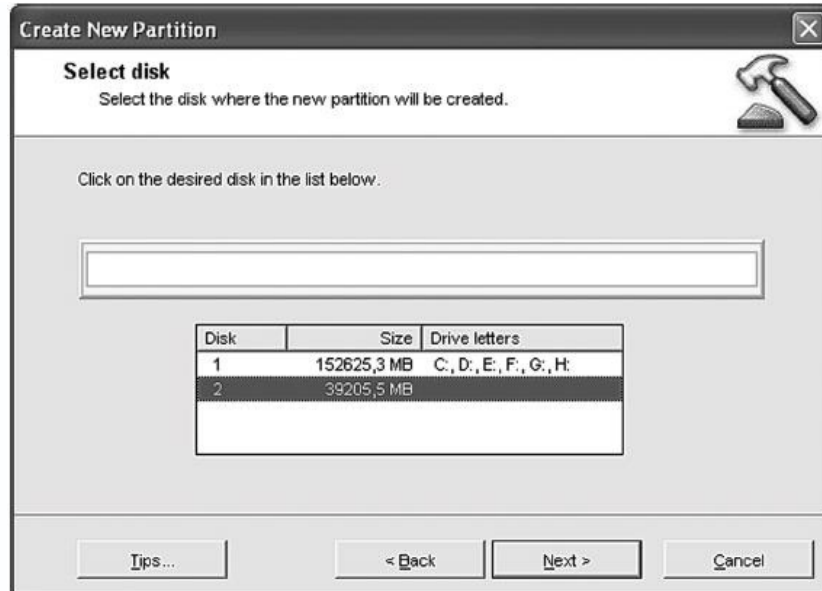 Create New Partition
Select disk
Select the disk where the new partition will be created.
Click on the desired disk in the list below.
Disk Size Drive letters
1 152625,3 MB C:, D:, E:, F:, G:, H:
2 39205,5 MB
Tips... < Back Next > Cancel